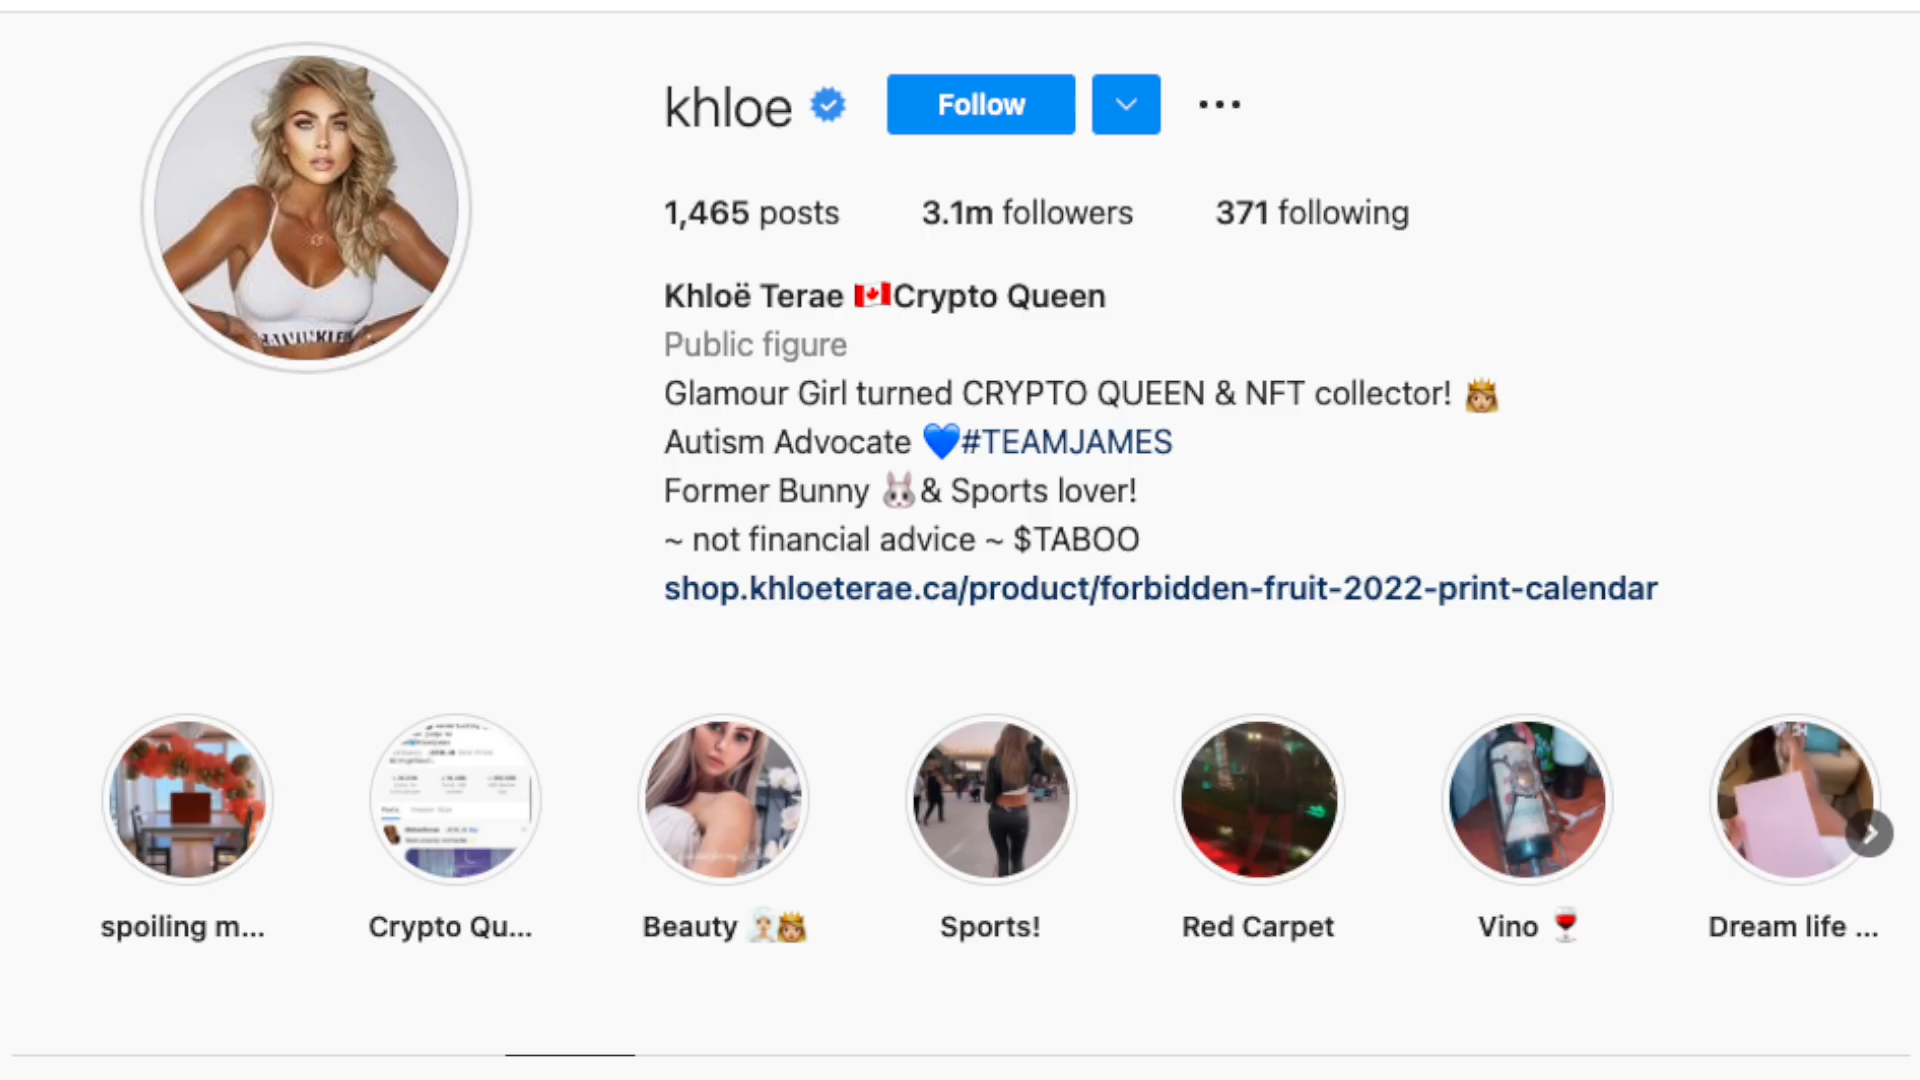 khloe
Follow
1,465 posts 3.1m followers 371 following
Khloë Terae 🇨🇦Crypto Queen
Public figure
Glamour Girl turned CRYPTO QUEEN & NFT collector! 👸
Autism Advocate 💙#TEAMJAMES
Former Bunny 🐰& Sports lover!
~ not financial advice ~ $TABOO
shop.khloeterae.ca/product/forbidden-fruit-2022-print-calendar
spoiling m... Crypto Qu... Beauty 👰👸 Sports! Red Carpet Vino 🍷 Dream life ...